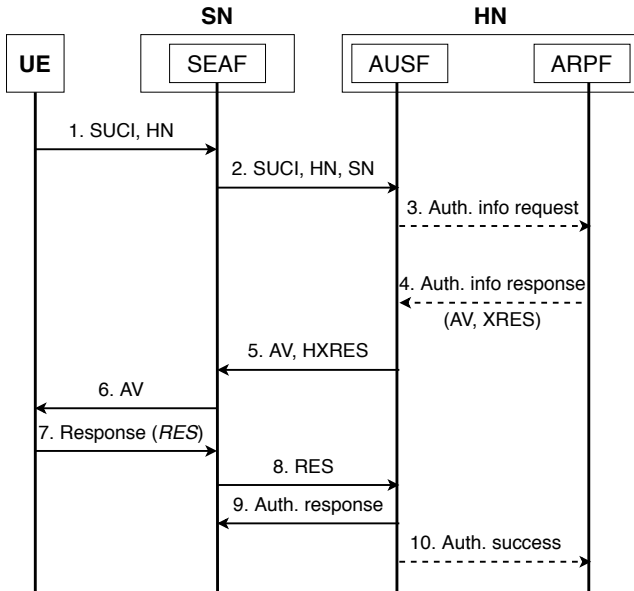 SN
HN
UE
SEAF
AUSF
ARPF
1. SUCI, HN
2. SUCI, HN, SN
3. Auth. info request
4. Auth. info response
(AV, XRES)
5. AV, HXRES
6. AV
7. Response (RES)
8. RES
9. Auth. response
10. Auth. success